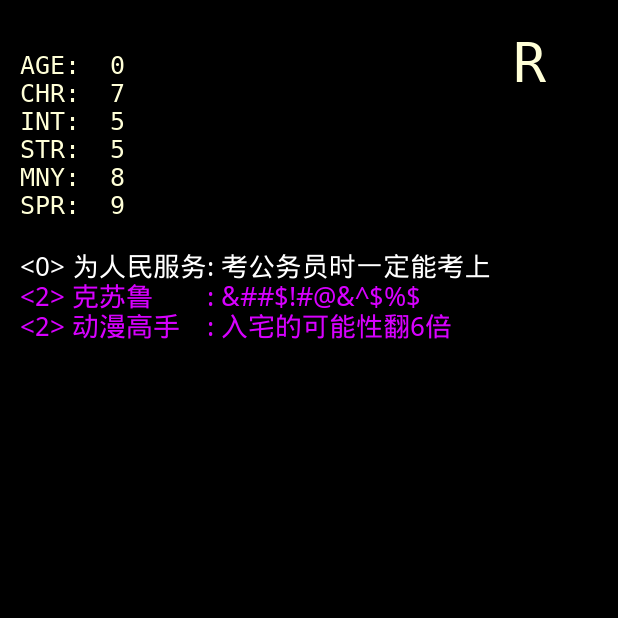 R
AGE: 0
CHR: 7
INT: 5
STR: 5
MNY: 8
SPR: 9
<0> 为人民服务: 考公务员时一定能考上
<2> 克苏鲁 : &##$!#@&^$%$
<2> 动漫高手 : 入宅的可能性翻6倍